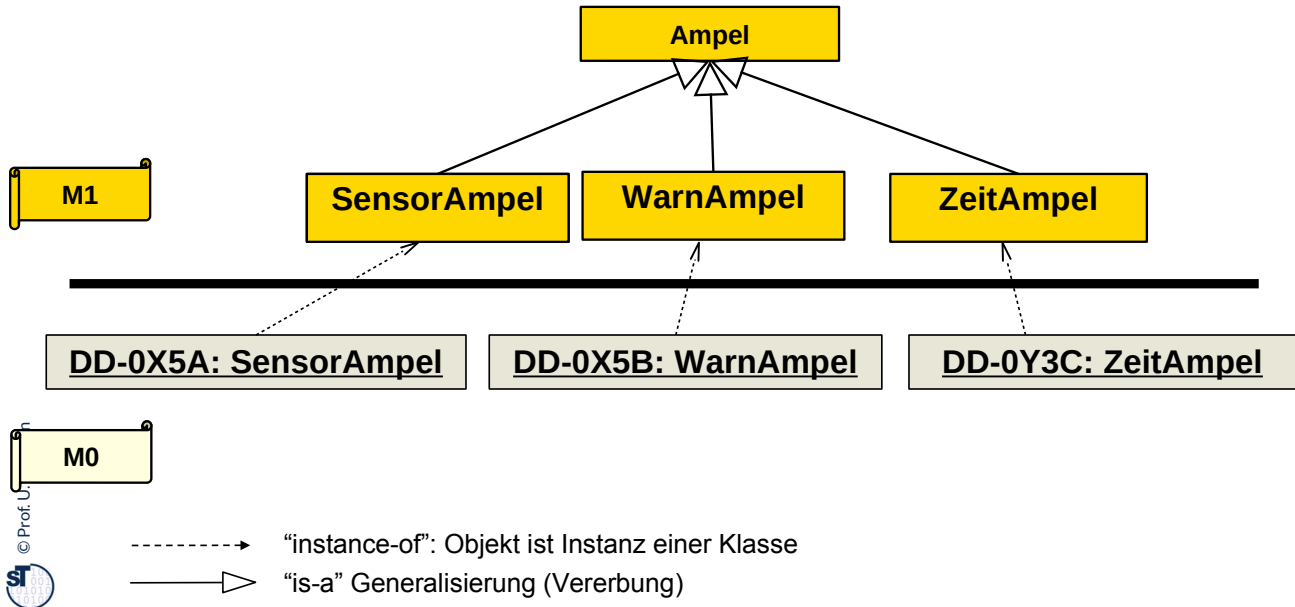 Ampel
M1
SensorAmpel
WarnAmpel
ZeitAmpel
DD-0X5A: SensorAmpel
DD-0X5B: WarnAmpel
DD-0Y3C: ZeitAmpel
M0
© Prof. U.
“instance-of”: Objekt ist Instanz einer Klasse
“is-a” Generalisierung (Vererbung)
ST